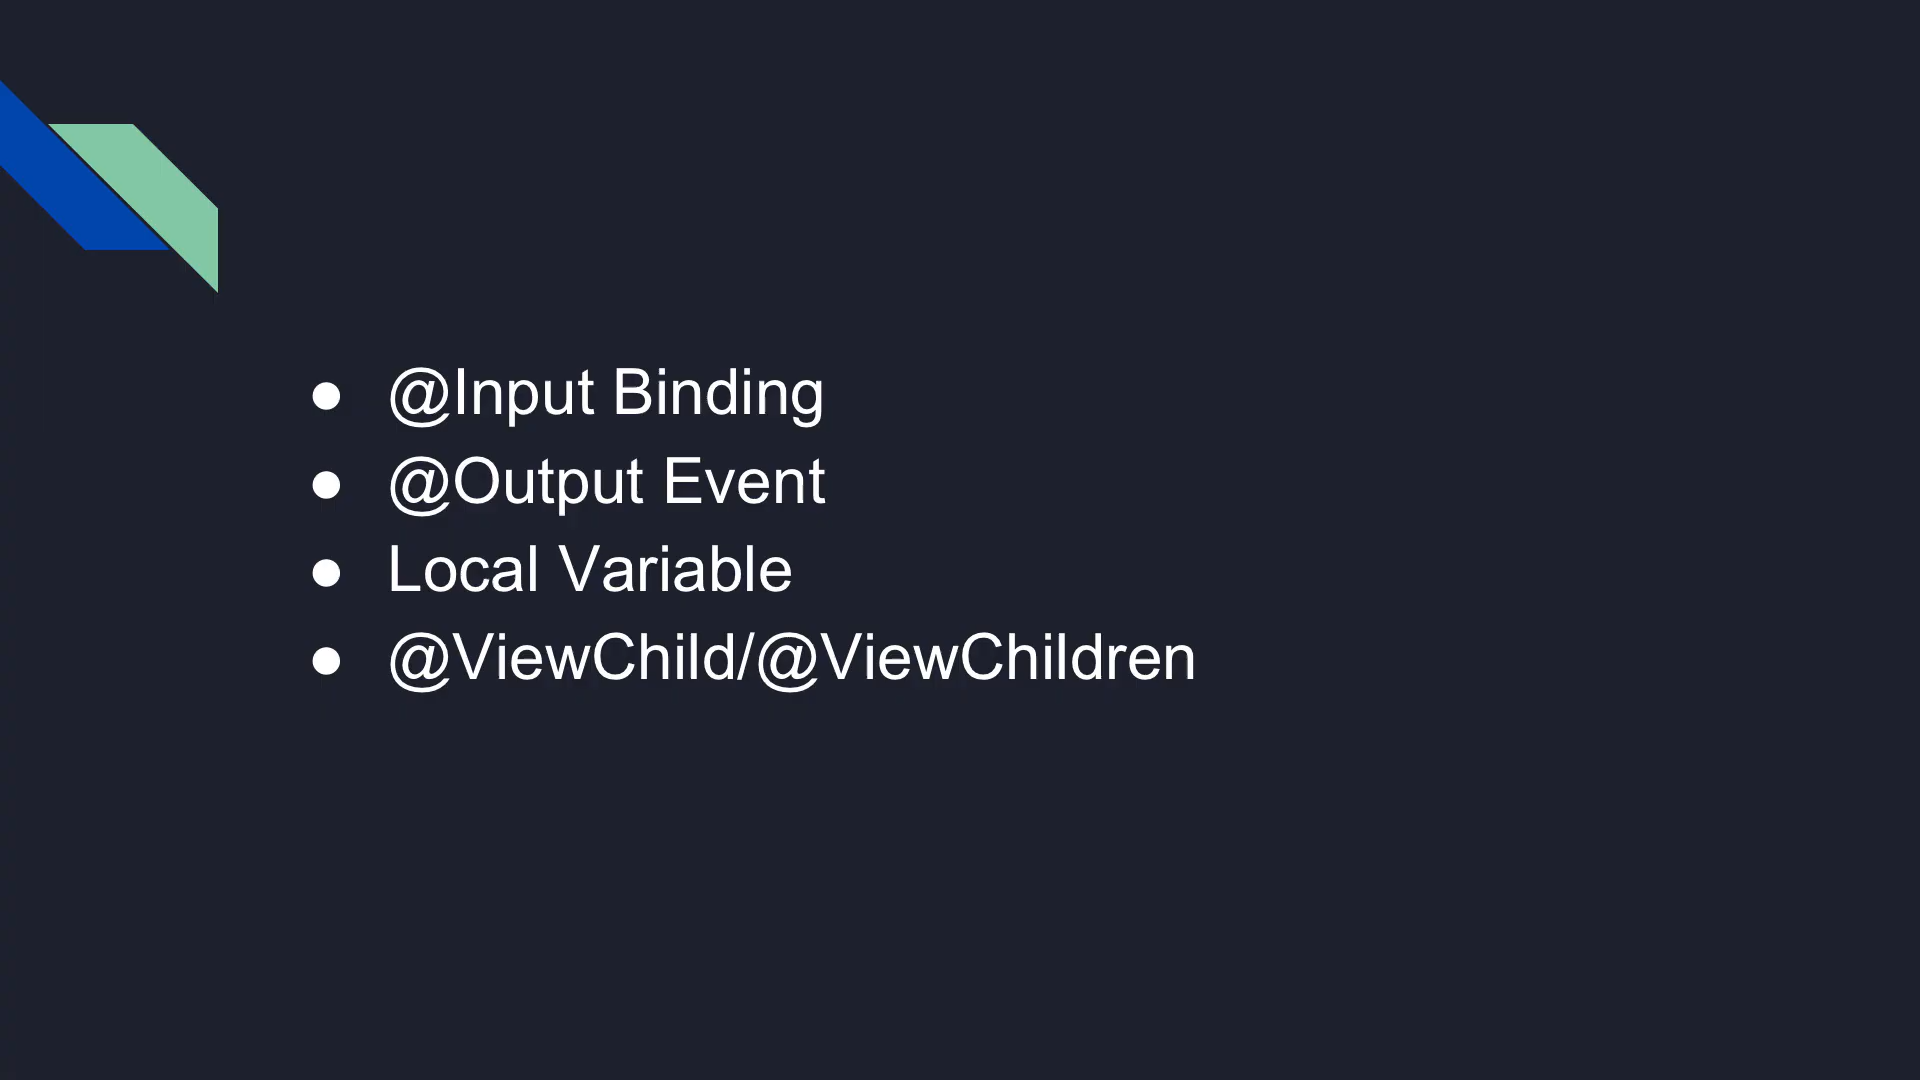 ● @Input Binding
● @Output Event
● Local Variable
● @ViewChild/@ViewChildren